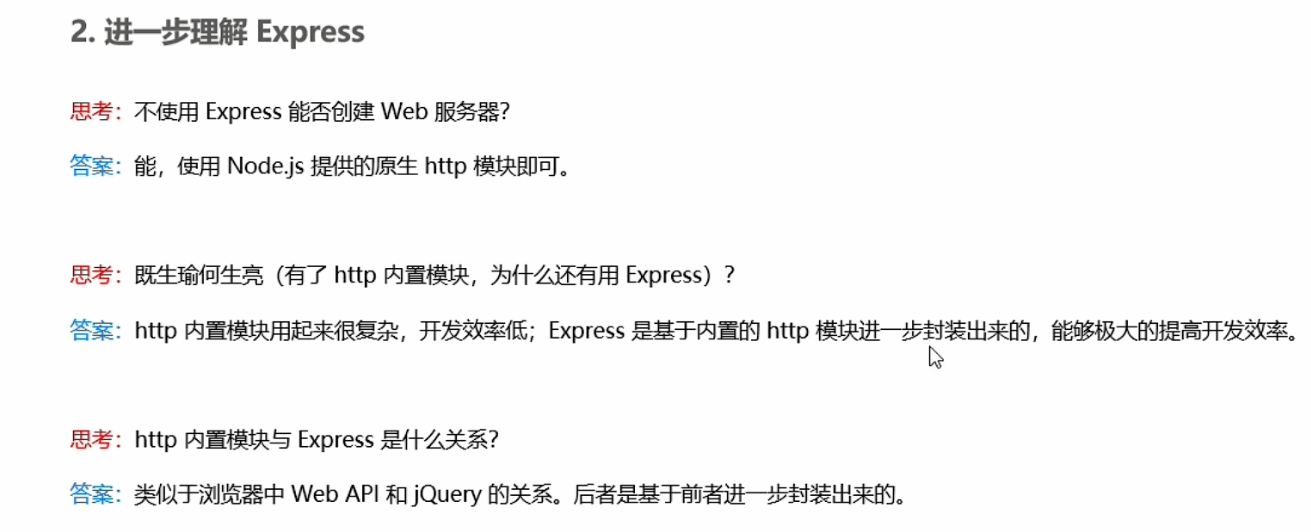 2. 进一步理解 Express
思考：不使用 Express 能否创建 Web 服务器？
答案：能，使用 Node.js 提供的原生 http 模块即可。
思考：既生瑜何生亮（有了 http 内置模块，为什么还有用 Express）？
答案：http 内置模块用起来很复杂，开发效率低；Express 是基于内置的 http 模块进一步封装出来的，能够极大的提高开发效率。
思考：http 内置模块与 Express 是什么关系？
答案：类似于浏览器中 Web API 和 jQuery 的关系。后者是基于前者进一步封装出来的。